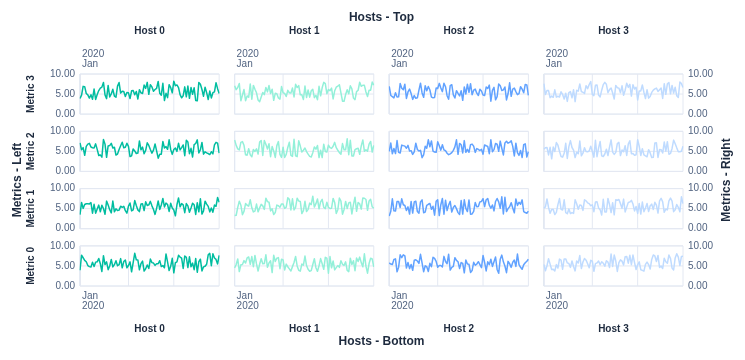 Hosts - Top
Host 0 Host 1 Host 2 Host 3
2020 2020 2020 2020
Jan Jan Jan Jan
Metrics - Left
Metric 3
10.00 10.00
5.00 5.00
0.00 0.00
Metric 2
10.00 10.00
5.00 5.00
0.00 0.00
Metric 1
10.00 10.00
5.00 5.00
0.00 0.00
Metric 0
10.00 10.00
5.00 5.00
0.00 0.00
Metrics - Right
Jan Jan Jan Jan
2020 2020 2020 2020
Host 0 Host 1 Host 2 Host 3
Hosts - Bottom